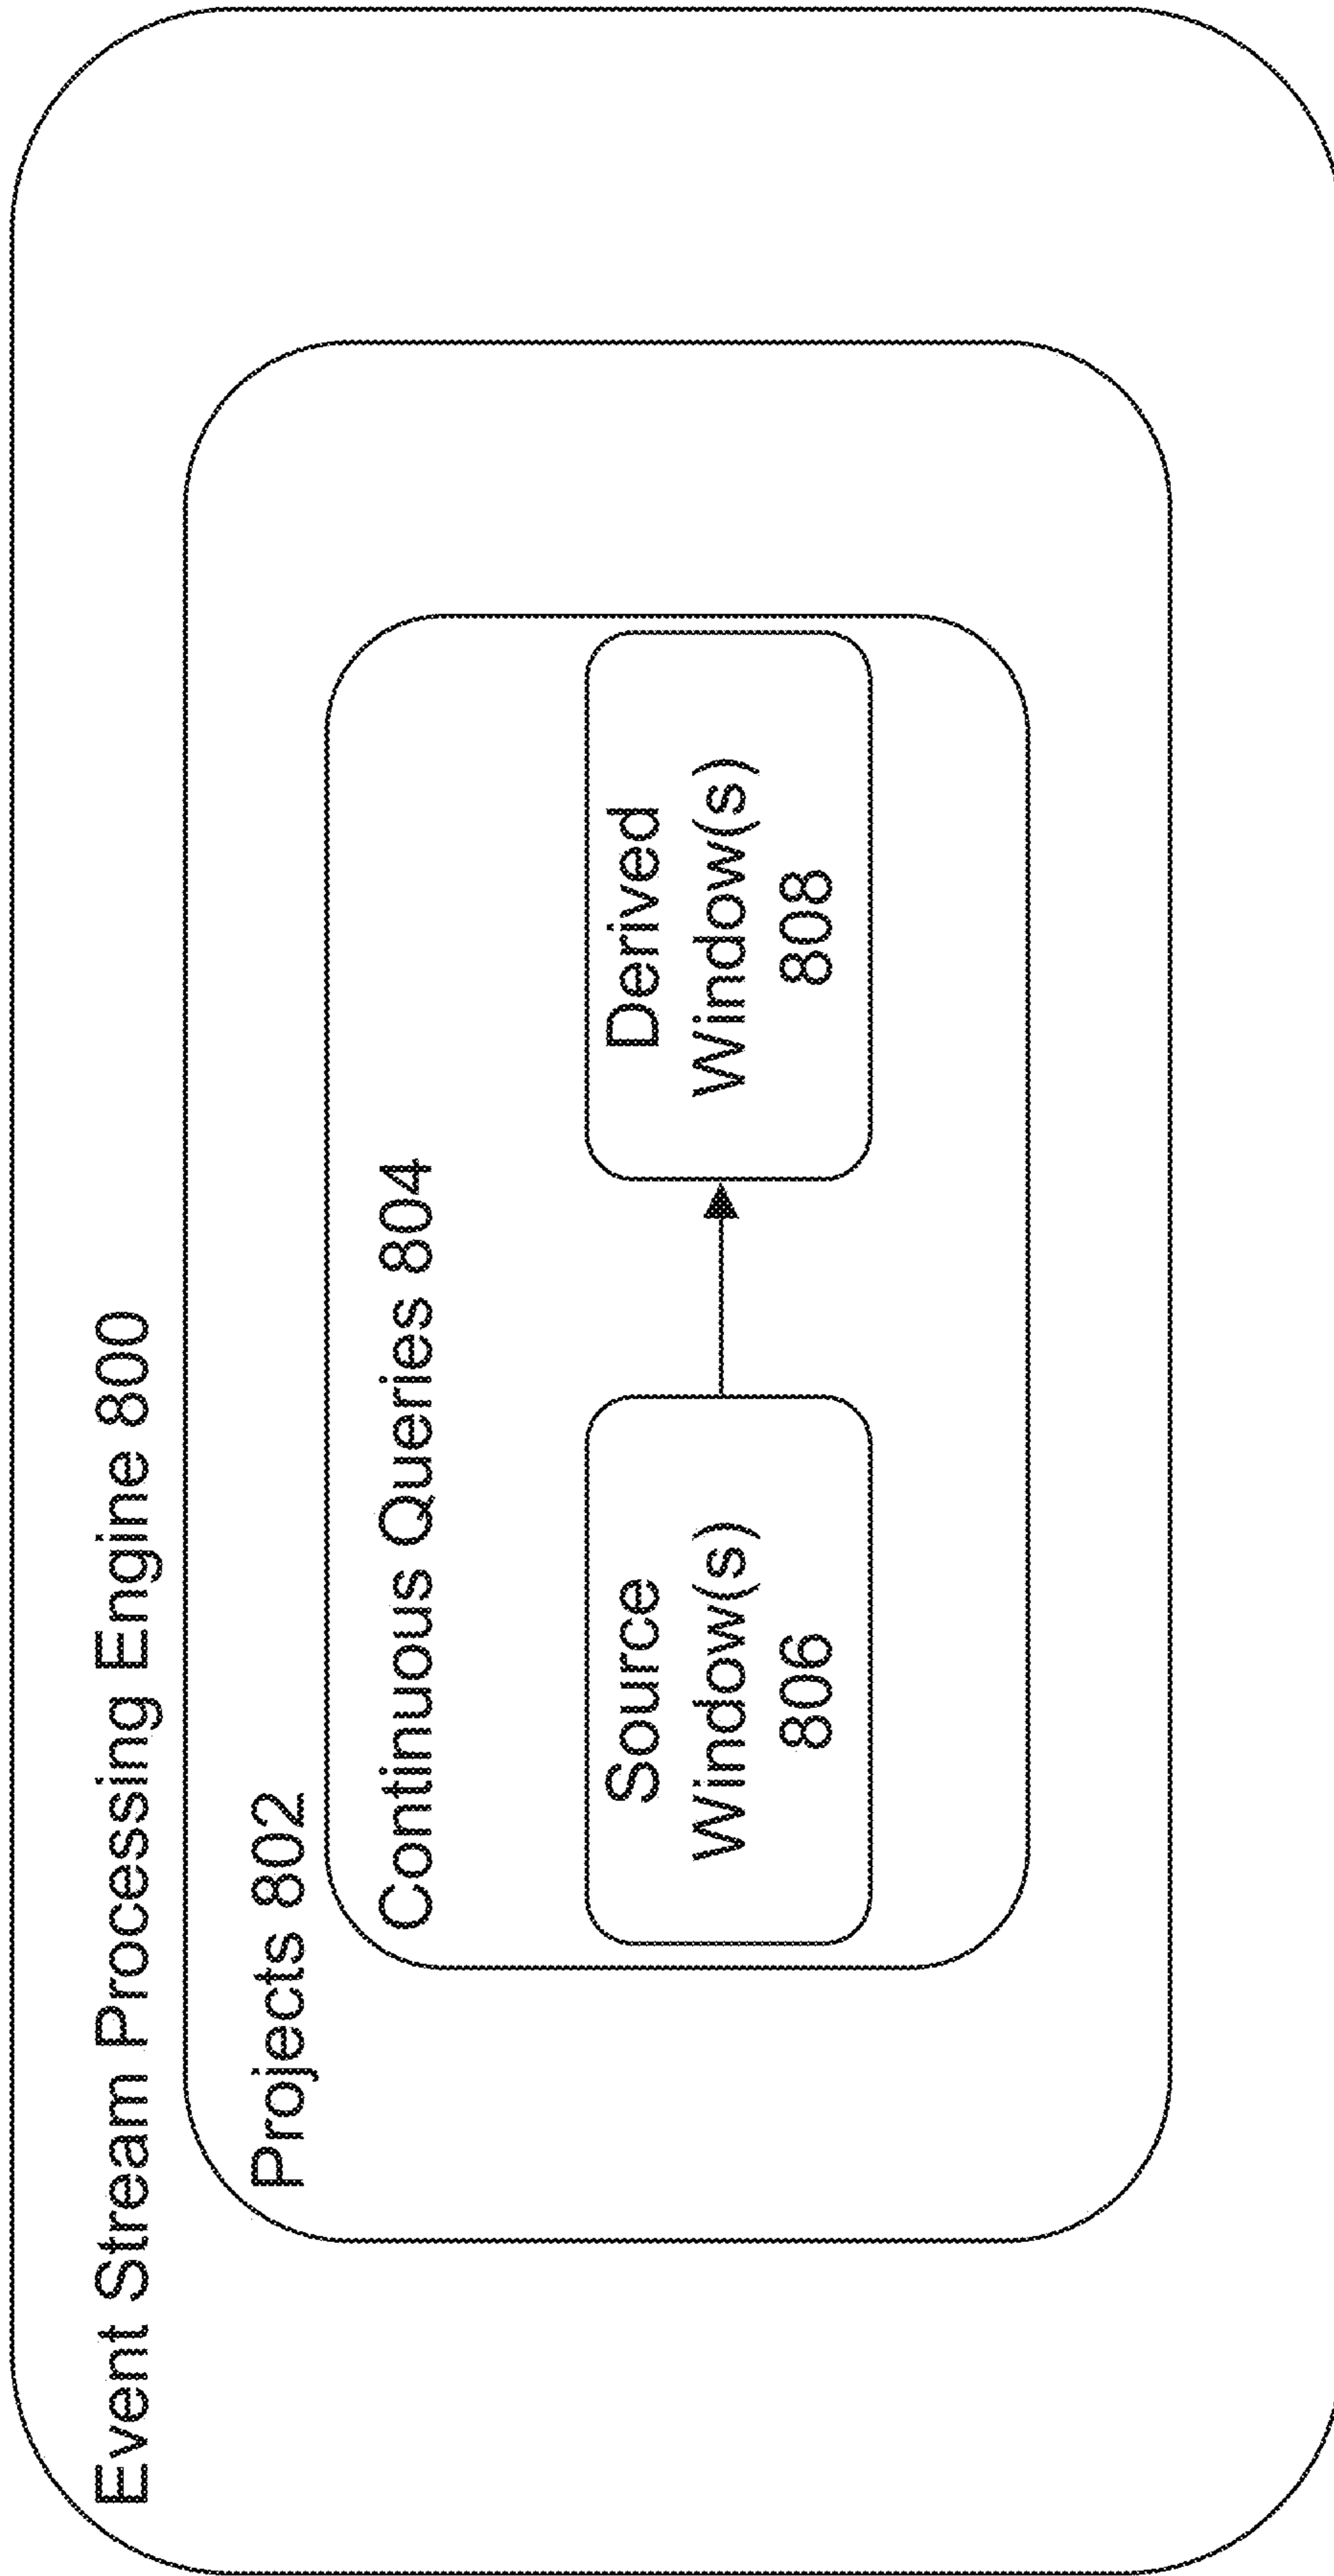 Event Stream Processing Engine 800
Projects 802
Continuous Queries 804
Source
Window(s)
806
Derived
Window(s)
808